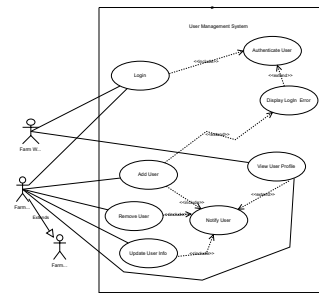 User Management System
Authenticate User
<<include>>
Login
<<extend>>
Display Login Error
Farm W...
<<extend>>
View User Profile
Add User
Farm...
<<include>>
<<extend>>
Remove User
<<include>>
Notify User
Extends
<<include>>
Update User Info
Farm...